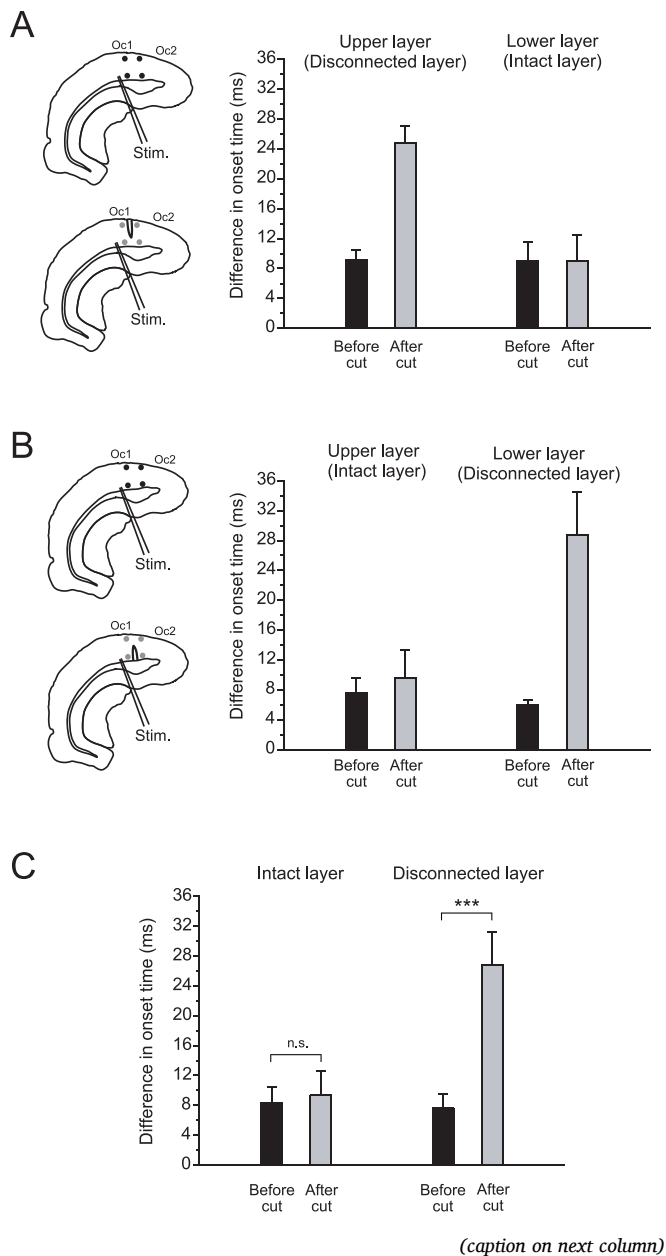 A
Oc1 Oc2
Stim.
Oc1 Oc2
Stim.
Difference in onset time (ms)
36
32
28
24
20
16
12
8
4
0
Upper layer
(Disconnected layer)
Lower layer
(Intact layer)
Before
cut
After
cut
Before
cut
After
cut
B
Oc1 Oc2
Stim.
Oc1 Oc2
Stim.
Difference in onset time (ms)
36
32
28
24
20
16
12
8
4
0
Upper layer
(Intact layer)
Lower layer
(Disconnected layer)
Before
cut
After
cut
Before
cut
After
cut
C
Difference in onset time (ms)
36
32
28
24
20
16
12
8
4
0
Intact layer
Disconnected layer
n.s.
***
Before
cut
After
cut
Before
cut
After
cut
(caption on next column)